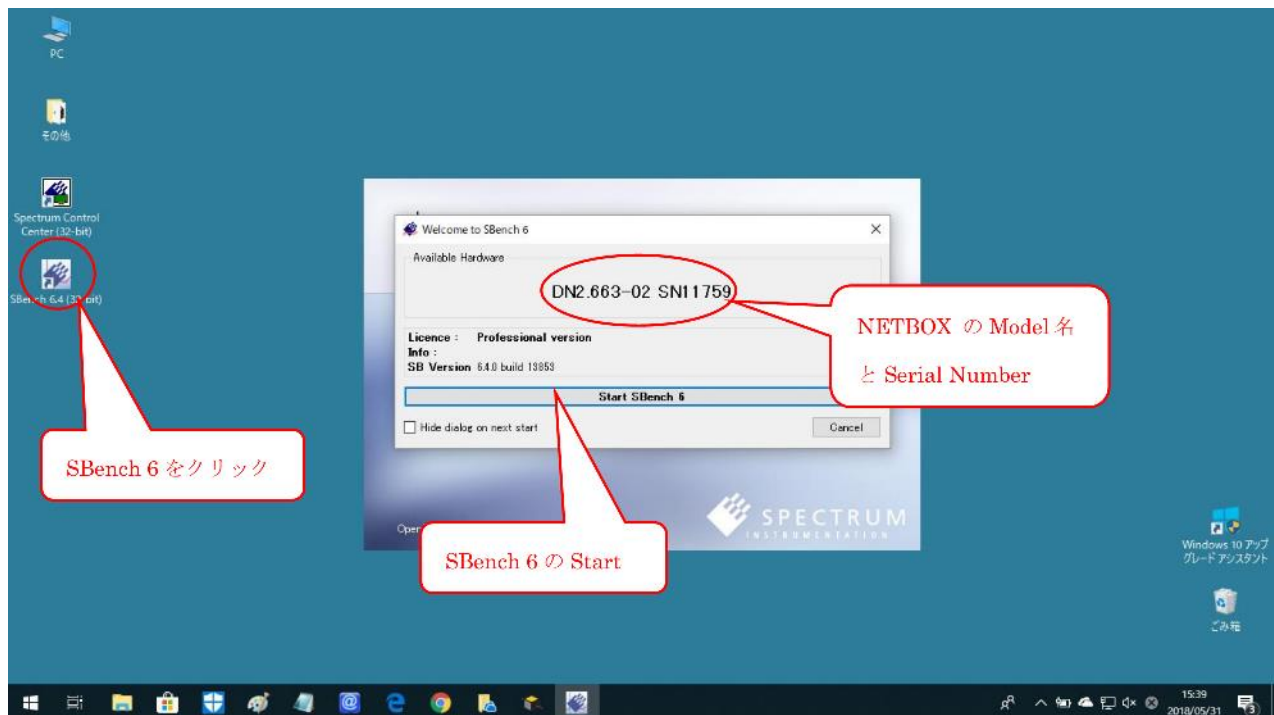 PC
その他
Spectrum Control
Center (32-bit)
SBench 6.4 (32-bit)
SBench 6 をクリック
Welcome to SBench 6
Available Hardware
DN2.663-02 SN11759
Licence : Professional version
Info :
SB Version 6.4.0 build 13853
Start SBench 6
Hide dialog on next start
Cancel
NETBOX の Model 名
と Serial Number
SPECTRUM
INSTRUMENTATION
SBench 6 の Start
Windows 10 アップ
グレード アシスタント
ごみ箱
15:39
2018/05/31